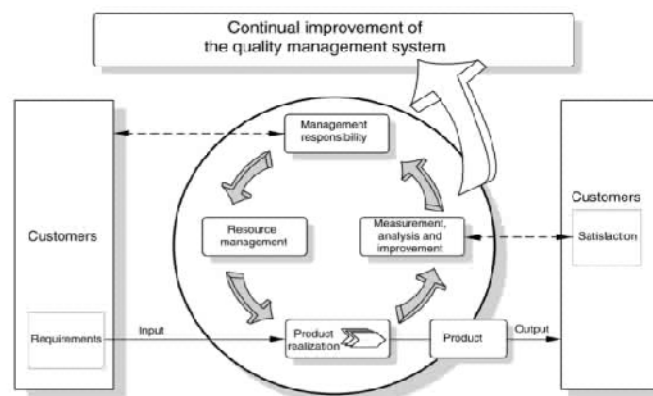 Continual improvement of
the quality management system
Management
responsibility
Customers
Resource
management
Measurement,
analysis and
improvement
Customers
Satisfaction
Requirements
Input
Product
realization
Product
Output